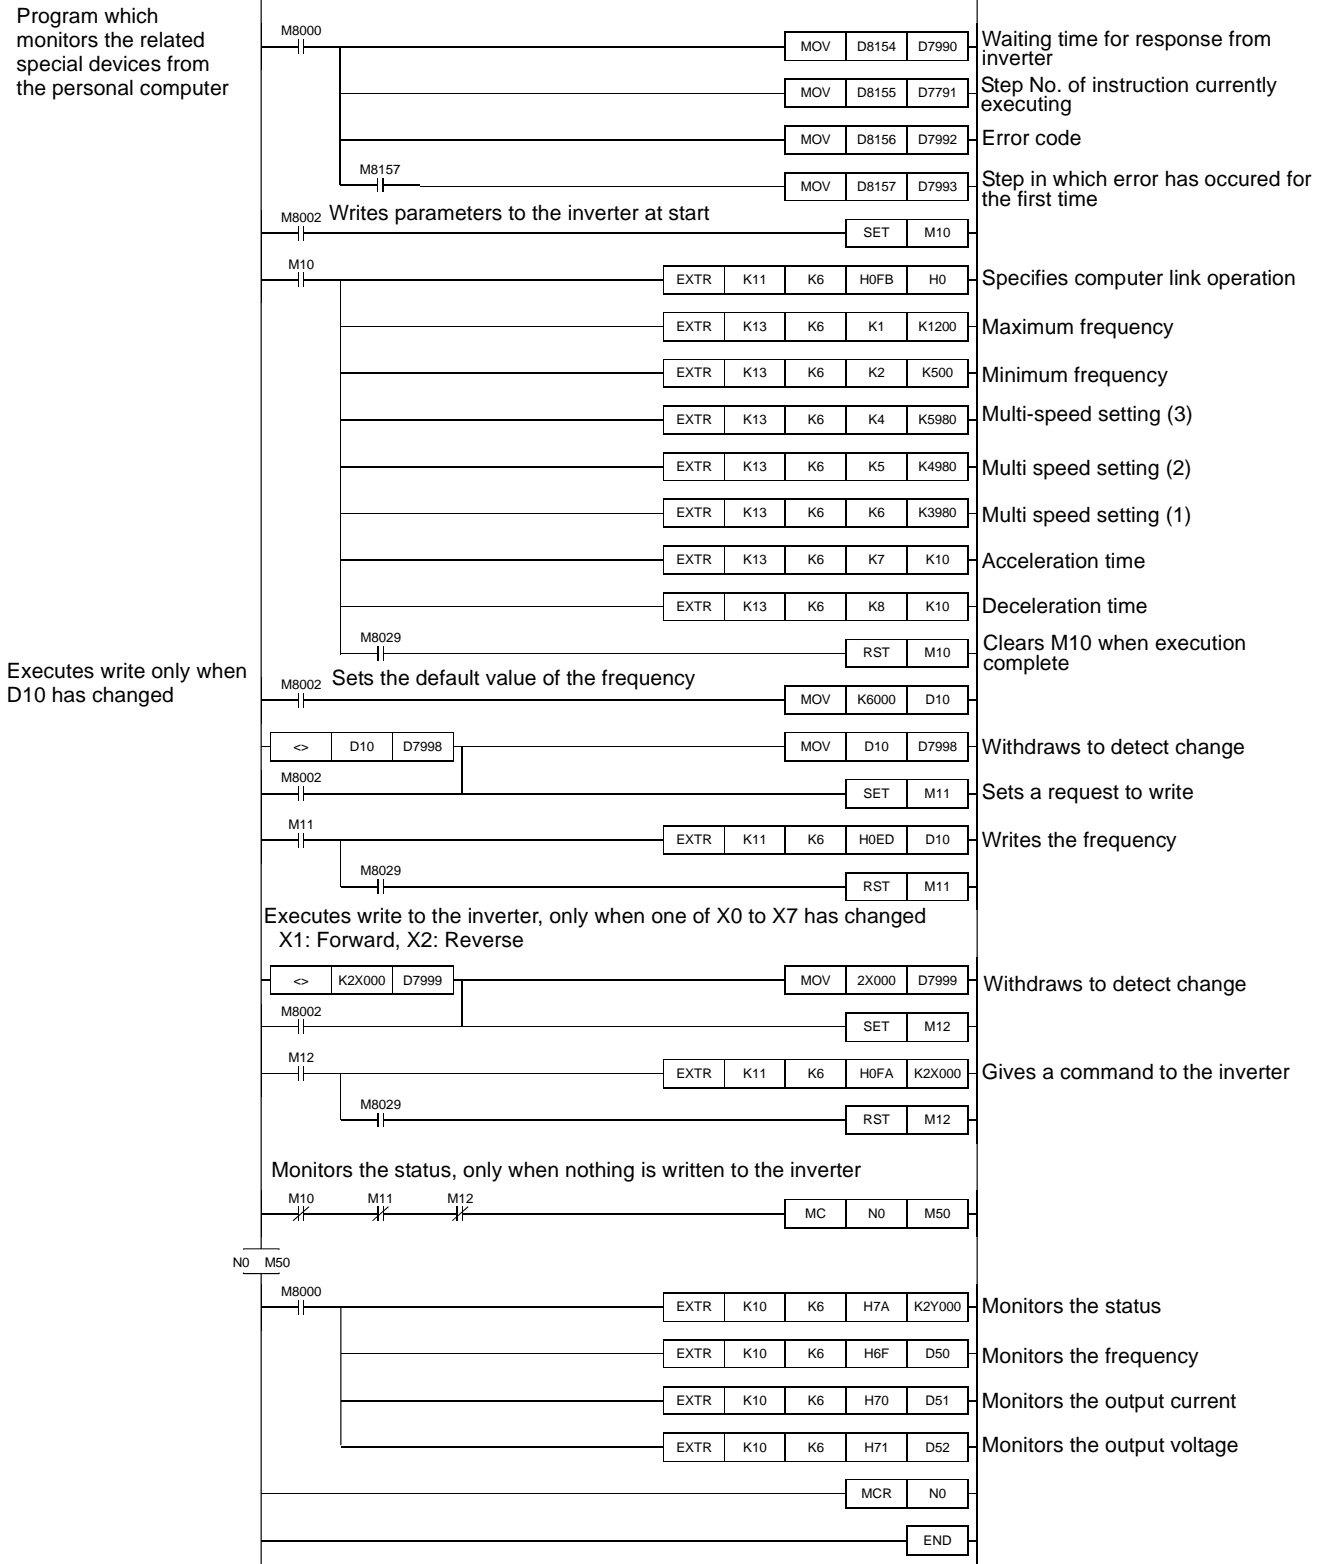 Program which
monitors the related
special devices from
the personal computer
M8000
MOV D8154 D7990
Waiting time for response from
inverter
MOV D8155 D7791
Step No. of instruction currently
executing
MOV D8156 D7992
Error code
M8157
MOV D8157 D7993
Step in which error has occured for
the first time
M8002 Writes parameters to the inverter at start
SET M10
M10
EXTR K11 K6 H0FB H0
Specifies computer link operation
EXTR K13 K6 K1 K1200
Maximum frequency
EXTR K13 K6 K2 K500
Minimum frequency
EXTR K13 K6 K4 K5980
Multi-speed setting (3)
EXTR K13 K6 K5 K4980
Multi speed setting (2)
EXTR K13 K6 K6 K3980
Multi speed setting (1)
EXTR K13 K6 K7 K10
Acceleration time
EXTR K13 K6 K8 K10
Deceleration time
M8029
RST M10
Clears M10 when execution
complete
Executes write only when
D10 has changed
M8002 Sets the default value of the frequency
MOV K6000 D10
<> D10 D7998
MOV D10 D7998
Withdraws to detect change
M8002
SET M11
Sets a request to write
M11
EXTR K11 K6 H0ED D10
Writes the frequency
M8029
RST M11
Executes write to the inverter, only when one of X0 to X7 has changed
X1: Forward, X2: Reverse
<> K2X000 D7999
MOV 2X000 D7999
Withdraws to detect change
M8002
SET M12
M12
EXTR K11 K6 H0FA K2X000
Gives a command to the inverter
M8029
RST M12
Monitors the status, only when nothing is written to the inverter
M10 M11 M12
MC N0 M50
N0 M50
M8000
EXTR K10 K6 H7A K2Y000
Monitors the status
EXTR K10 K6 H6F D50
Monitors the frequency
EXTR K10 K6 H70 D51
Monitors the output current
EXTR K10 K6 H71 D52
Monitors the output voltage
MCR N0
END